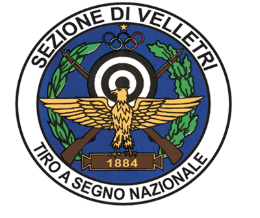 SEZIONE DI VELLETRI
1884
TIRO A SEGNO NAZIONALE